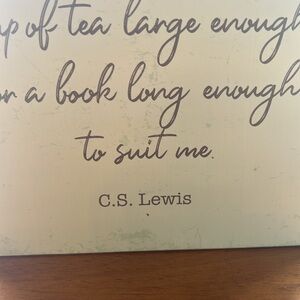 of tea large enough
or a book long enough
to suit me.
C.S. Lewis